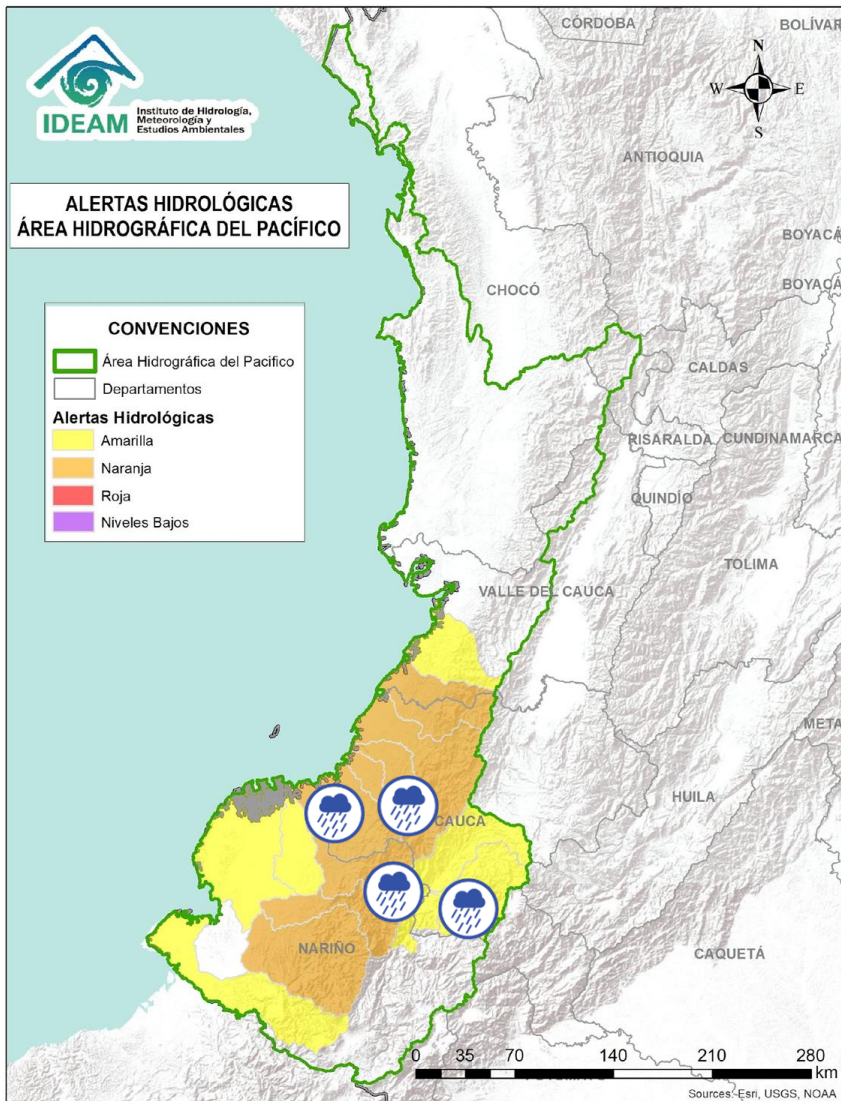 CÓRDOBA
BOLÍVAR
N
W
E
S
IDEAM
Instituto de Hidrología,
Meteorología y
Estudios Ambientales
ANTIOQUIA
ALERTAS HIDROLÓGICAS
ÁREA HIDROGRÁFICA DEL PACÍFICO
BOYACÁ
BOYACÁ
CHOCÓ
CONVENCIONES
Área Hidrográfica del Pacifico
Departamentos
Alertas Hidrológicas
Amarilla
Naranja
Roja
Niveles Bajos
CALDAS
RISARALDA
CUNDINAMARCA
QUINDÍO
TOLIMA
VALLE DEL CAUCA
META
HUILA
CAUCA
NARIÑO
CAQUETÁ
0 35 70 140 210 280
km
Sources: Esri, USGS, NOAA